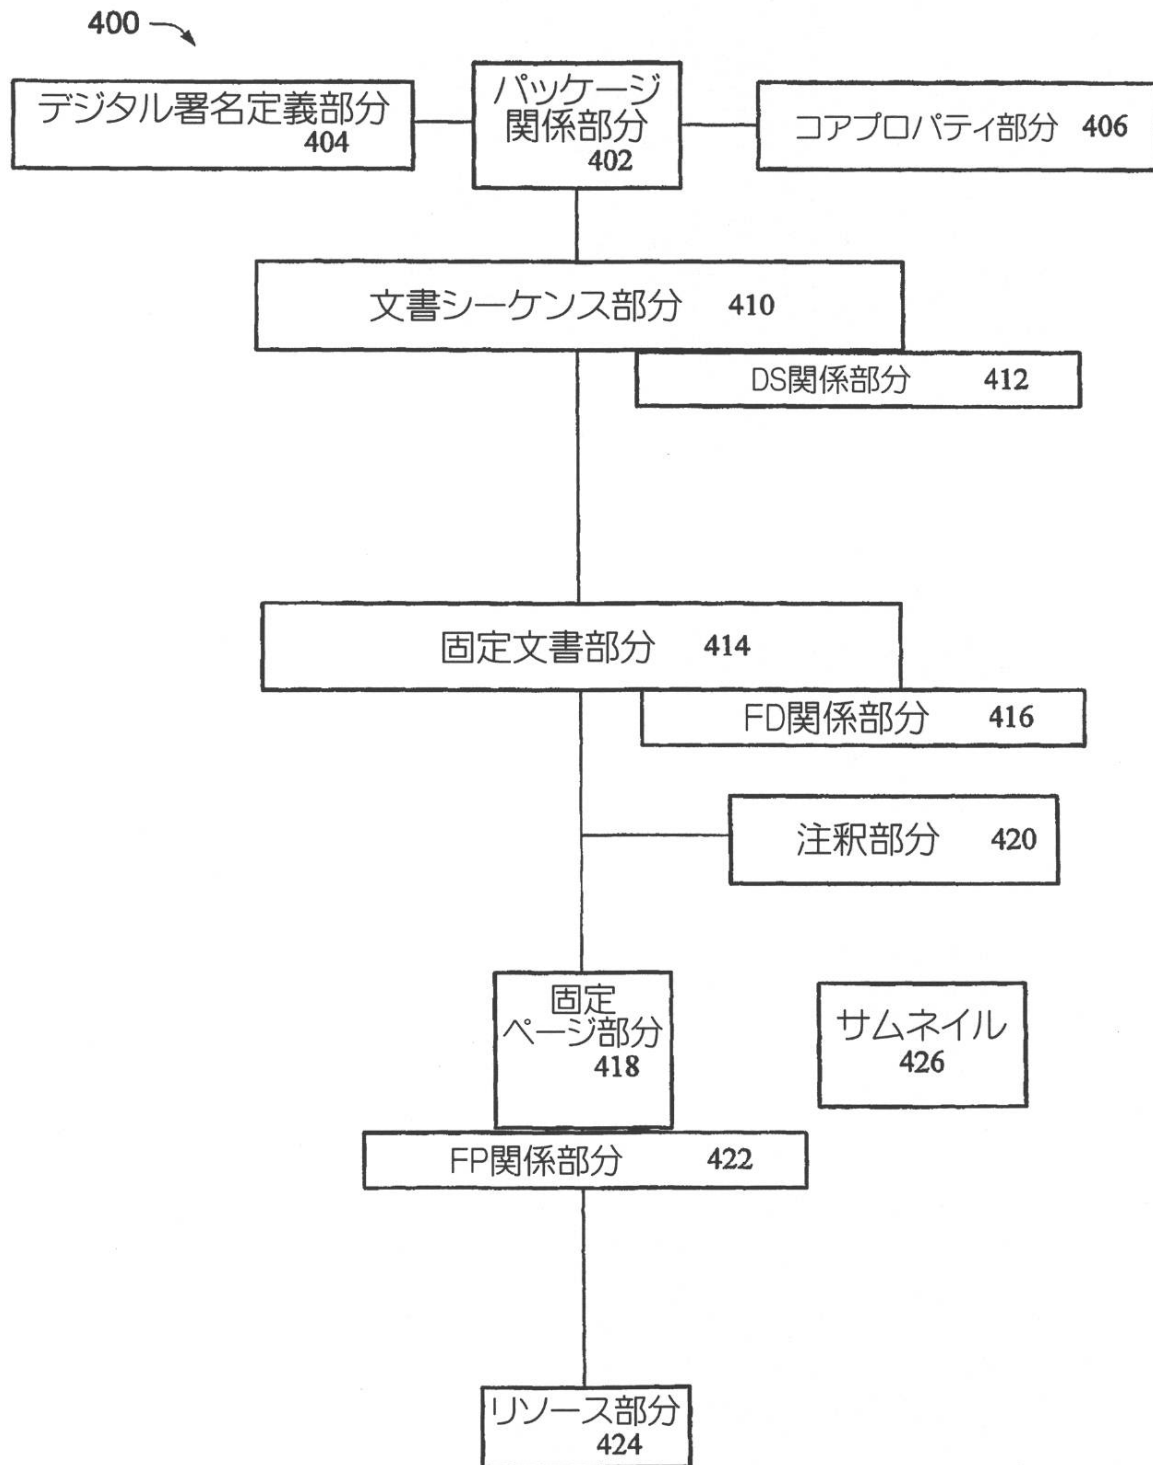 400
デジタル署名定義部分
404
パッケージ
関係部分
402
コアプロパティ部分 406
文書シーケンス部分 410
DS関係部分 412
固定文書部分 414
FD関係部分 416
注釈部分 420
固定
ページ部分
418
サムネイル
426
FP関係部分 422
リソース部分
424